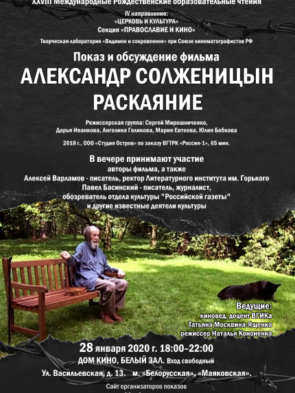 XXVIII Международные Рождественские образовательные чтения
IV направление:
«ЦЕРКОВЬ И КУЛЬТУРА»
Секция «ПРАВОСЛАВИЕ И КИНО»
Творческая лаборатория «Видимое и сокровенное» при Союзе кинематографистов РФ
Показ и обсуждение фильма
АЛЕКСАНДР СОЛЖЕНИЦЫН
РАСКАЯНИЕ
Режиссерская группа: Сергей Мирошниченко,
Дарья Иванкова, Ангелина Голикова, Мария Евтеева, Юлия Бобкова
2018 г., ООО «Студия Остров» по заказу ВГТРК «Россия-1», 65 мин.
В вечере принимают участие
авторы фильма, а также
Алексей Варламов - писатель, ректор Литературного института им. Горького
Павел Басинский - писатель, журналист,
обозреватель отдела культуры "Российской газеты"
и другие известные деятели культуры
Ведущие:
киновед, доцент ВГИКа
Татьяна Москвина-Ященко
режиссер Наталья Кононенко
28 января 2020 г. 18:00–22:00
ДОМ КИНО, БЕЛЫЙ ЗАЛ. Вход свободный
Ул. Васильевская, д. 13. м. «Белорусская», «Маяковская».
Сайт организаторов показов